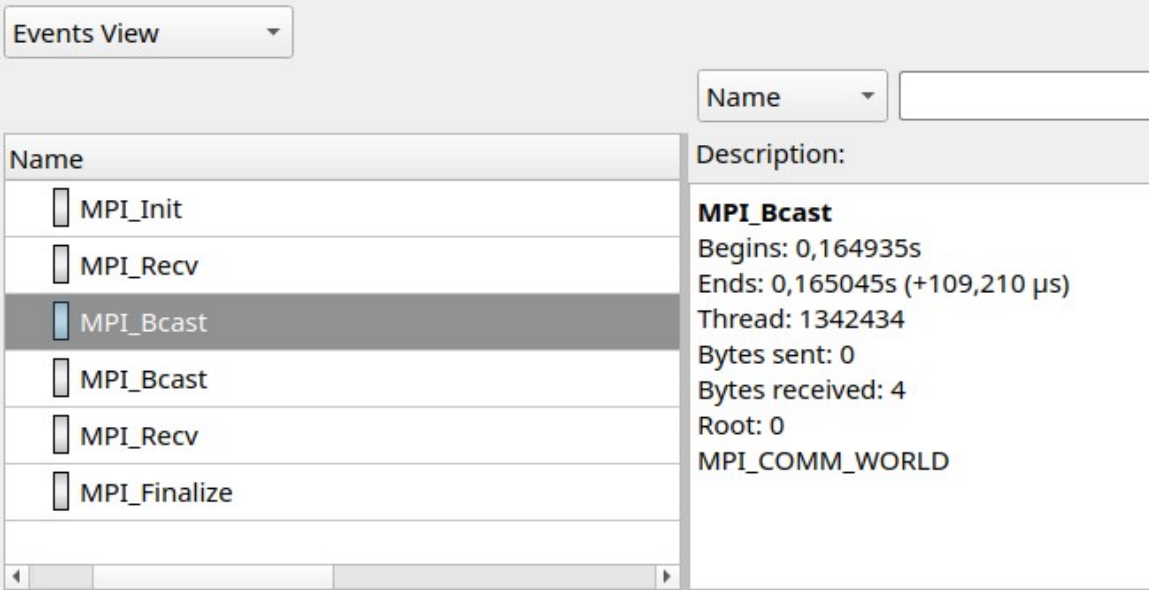 Events View
Name
Name
Description:
MPI_Init
MPI_Recv
MPI_Bcast
MPI_Bcast
MPI_Recv
MPI_Finalize
MPI_Bcast
Begins: 0,164935s
Ends: 0,165045s (+109,210 µs)
Thread: 1342434
Bytes sent: 0
Bytes received: 4
Root: 0
MPI_COMM_WORLD